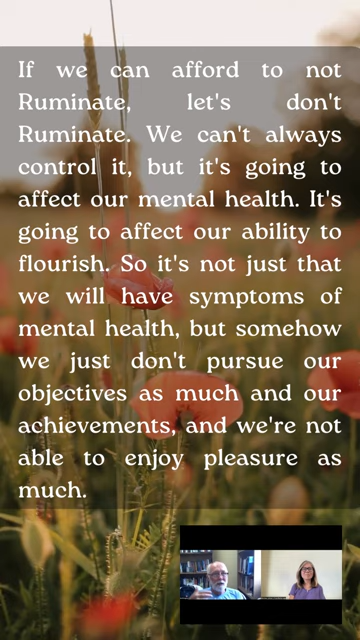 If we can afford to not
Ruminate, let's don't
Ruminate. We can't always
control it, but it's going to
affect our mental health. It's
going to affect our ability to
flourish. So it's not just that
we will have symptoms of
mental health, but somehow
we just don't pursue our
objectives as much and our
achievements, and we're not
able to enjoy pleasure as
much.